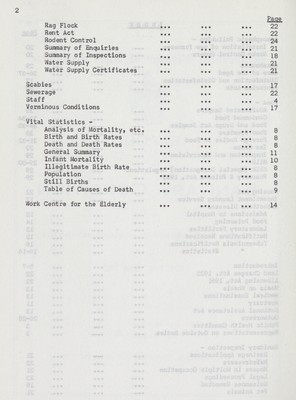 2
Page
Rag Flock ... ... ... 22
Rent Act ... ... ... 22
Rodent Control ... ... ... 24
Summary of Enquiries ... ... ... 21
Summary of Inspections ... ... ... 18
Water Supply ... ... ... 21
Water Supply Certificates ... ... ... 21
Scabies ... ... ... 17
Sewerage ... ... ... 22
Staff ... ... ... 4
Verminous Conditions ... ... ... 17
Vital Statistics -
Analysis of Mortality, etc. ... ... ... 8
Birth and Birth Rates ... ... ... 8
Death and Death Rates ... ... ... 8
General Summary ... ... ... 11
Infant Mortality ... ... ... 10
Illegitimate Birth Rate ... ... ... 8
Population ... ... ... 8
Still Births ... ... ... 8
Table of Causes of Death ... ... ... 9
Work Centre for the Elderly ... ... ... 14